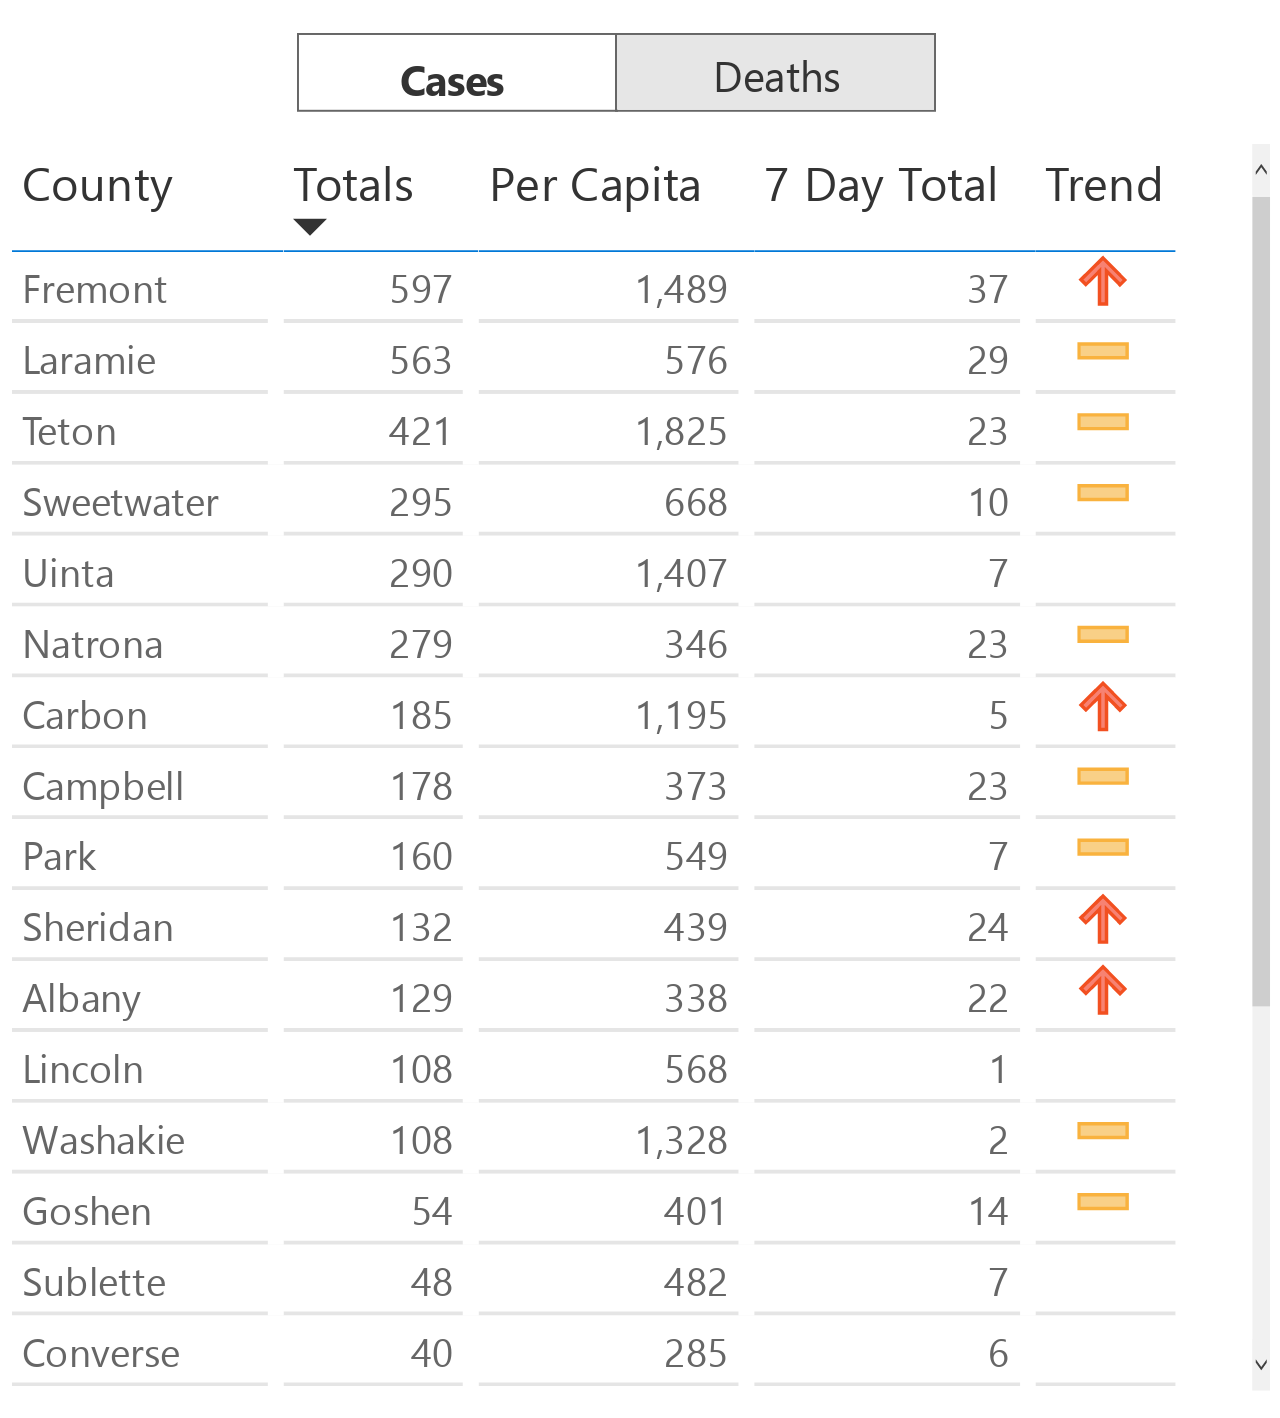 Cases Deaths
County Totals Per Capita 7 Day Total Trend
Fremont 597 1,489 37
Laramie 563 576 29
Teton 421 1,825 23
Sweetwater 295 668 10
Uinta 290 1,407 7
Natrona 279 346 23
Carbon 185 1,195 5
Campbell 178 373 23
Park 160 549 7
Sheridan 132 439 24
Albany 129 338 22
Lincoln 108 568 1
Washakie 108 1,328 2
Goshen 54 401 14
Sublette 48 482 7
Converse 40 285 6